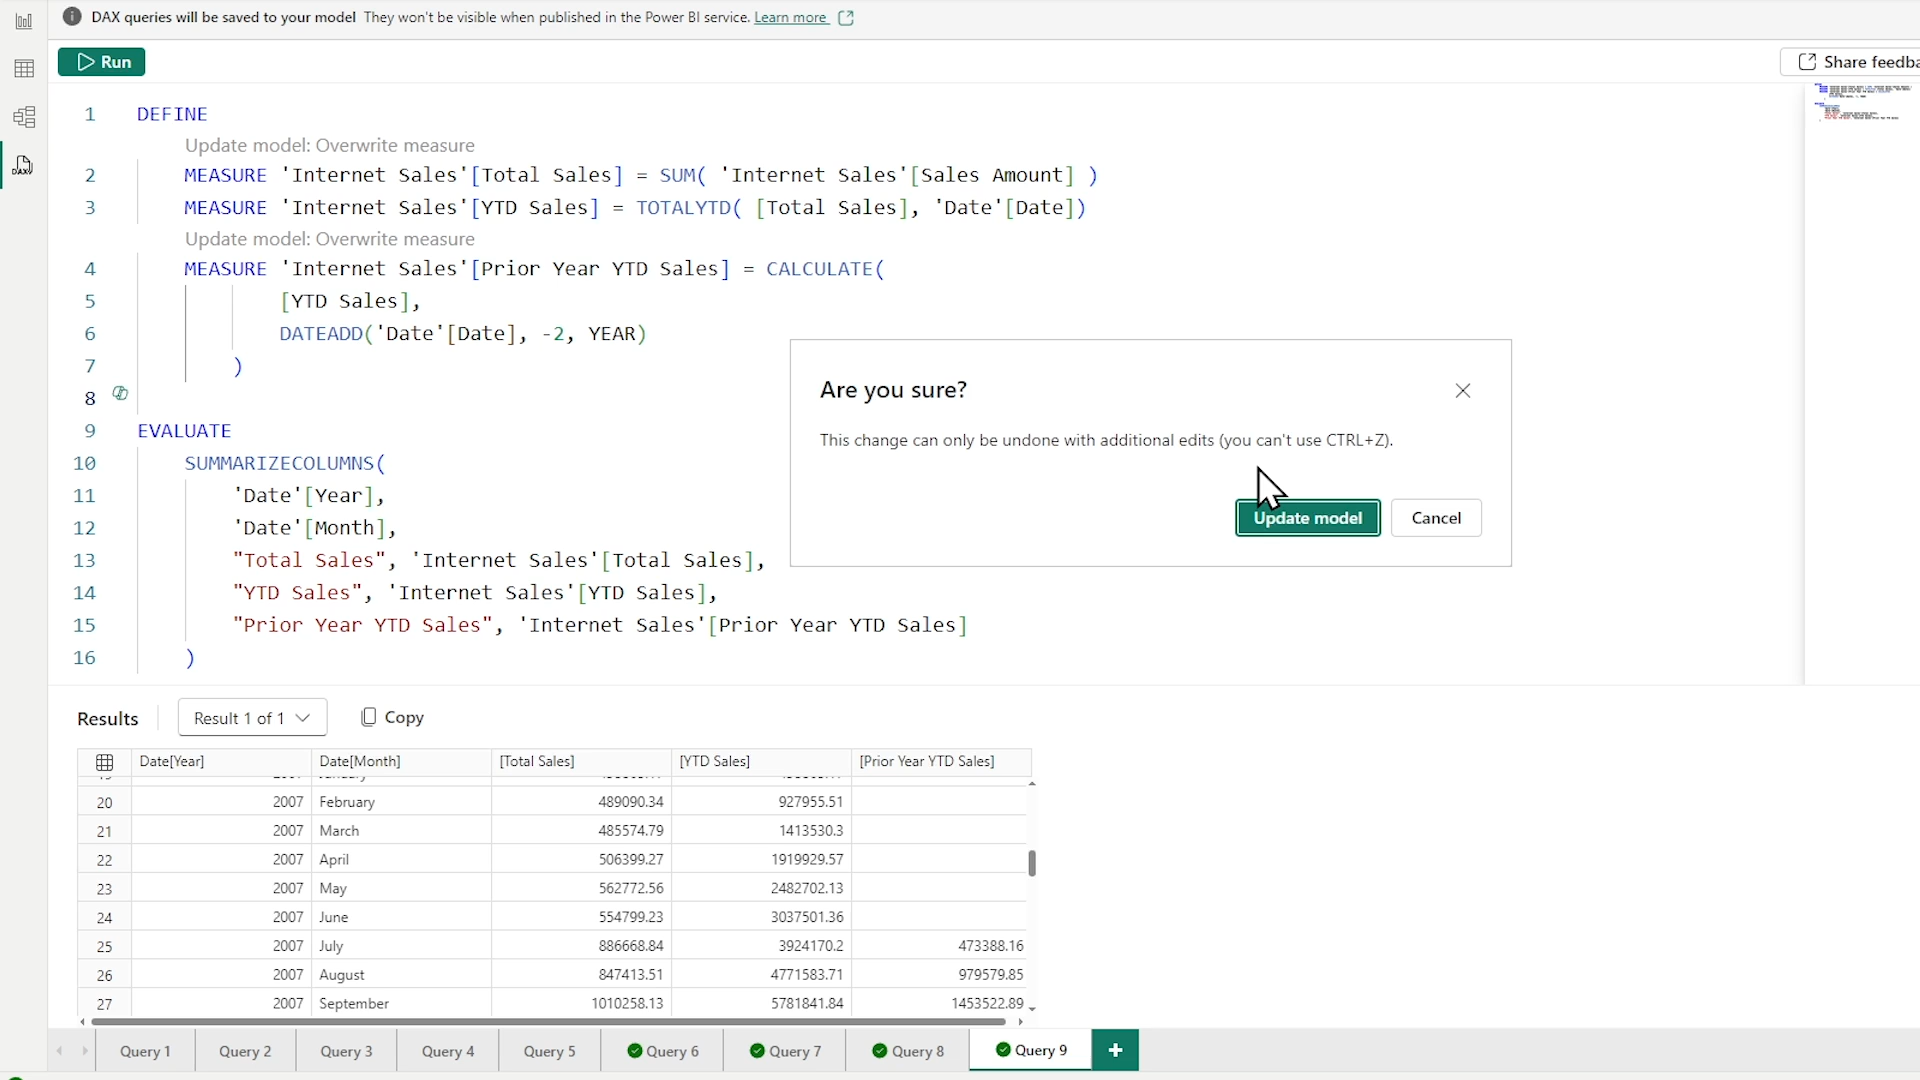 DAX queries will be saved to your model They won't be visible when published in the Power BI service. Learn more
Run
Share feedba
1 DEFINE
Update model: Overwrite measure
2 MEASURE 'Internet Sales'[Total Sales] = SUM( 'Internet Sales'[Sales Amount] )
3 MEASURE 'Internet Sales'[YTD Sales] = TOTALYTD( [Total Sales], 'Date'[Date])
Update model: Overwrite measure
4 MEASURE 'Internet Sales'[Prior Year YTD Sales] = CALCULATE(
5 [YTD Sales],
6 DATEADD('Date'[Date], -2, YEAR)
7 )
8
9 EVALUATE
10 SUMMARIZECOLUMNS(
11 'Date'[Year],
12 'Date'[Month],
13 "Total Sales", 'Internet Sales'[Total Sales],
14 "YTD Sales", 'Internet Sales'[YTD Sales],
15 "Prior Year YTD Sales", 'Internet Sales'[Prior Year YTD Sales]
16 )
Are you sure?
This change can only be undone with additional edits (you can't use CTRL+Z).
Update model Cancel
Results Result 1 of 1 Copy
Date[Year] Date[Month] [Total Sales] [YTD Sales] [Prior Year YTD Sales]
20 2007 February 489090.34 927955.51
21 2007 March 485574.79 1413530.3
22 2007 April 506399.27 1919929.57
23 2007 May 562772.56 2482702.13
24 2007 June 554799.23 3037501.36
25 2007 July 886668.84 3924170.2 473388.16
26 2007 August 847413.51 4771583.71 979579.85
27 2007 September 1010258.13 5781841.84 1453522.89
Query 1 Query 2 Query 3 Query 4 Query 5 Query 6 Query 7 Query 8 Query 9 +